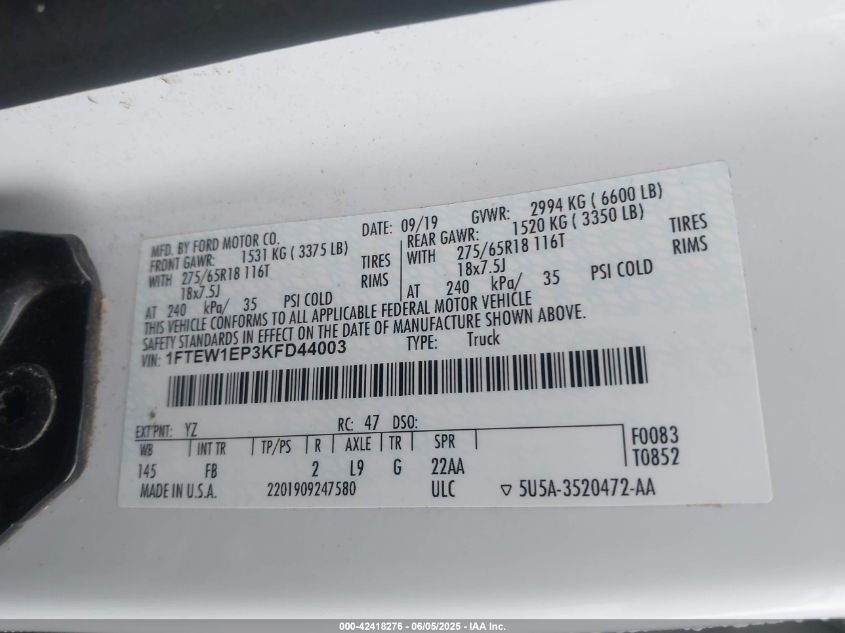 MFD. BY FORD MOTOR CO. DATE: 09/19 GVWR: 2994 KG ( 6600 LB)
FRONT GAWR: 1531 KG ( 3375 LB) REAR GAWR: 1520 KG ( 3350 LB)
WITH 275/65R18 116T TIRES WITH 275/65R18 116T TIRES
18x7.5J RIMS 18x7.5J RIMS
AT 240 kPa/ 35 PSI COLD AT 240 kPa/ 35 PSI COLD
THIS VEHICLE CONFORMS TO ALL APPLICABLE FEDERAL MOTOR VEHICLE
SAFETY STANDARDS IN EFFECT ON THE DATE OF MANUFACTURE SHOWN ABOVE.
VIN: 1FTEW1EP3KFD44003 TYPE: Truck
EXT PNT: YZ RC: 47 DSO:
WB INT TR TP/PS R AXLE TR SPR F0083
145 FB 2 L9 G 22AA T0852
MADE IN U.S.A. 2201909247580 ULC ▽ 5U5A-3520472-AA
000-42418276 - 06/05/2025 - IAA Inc.